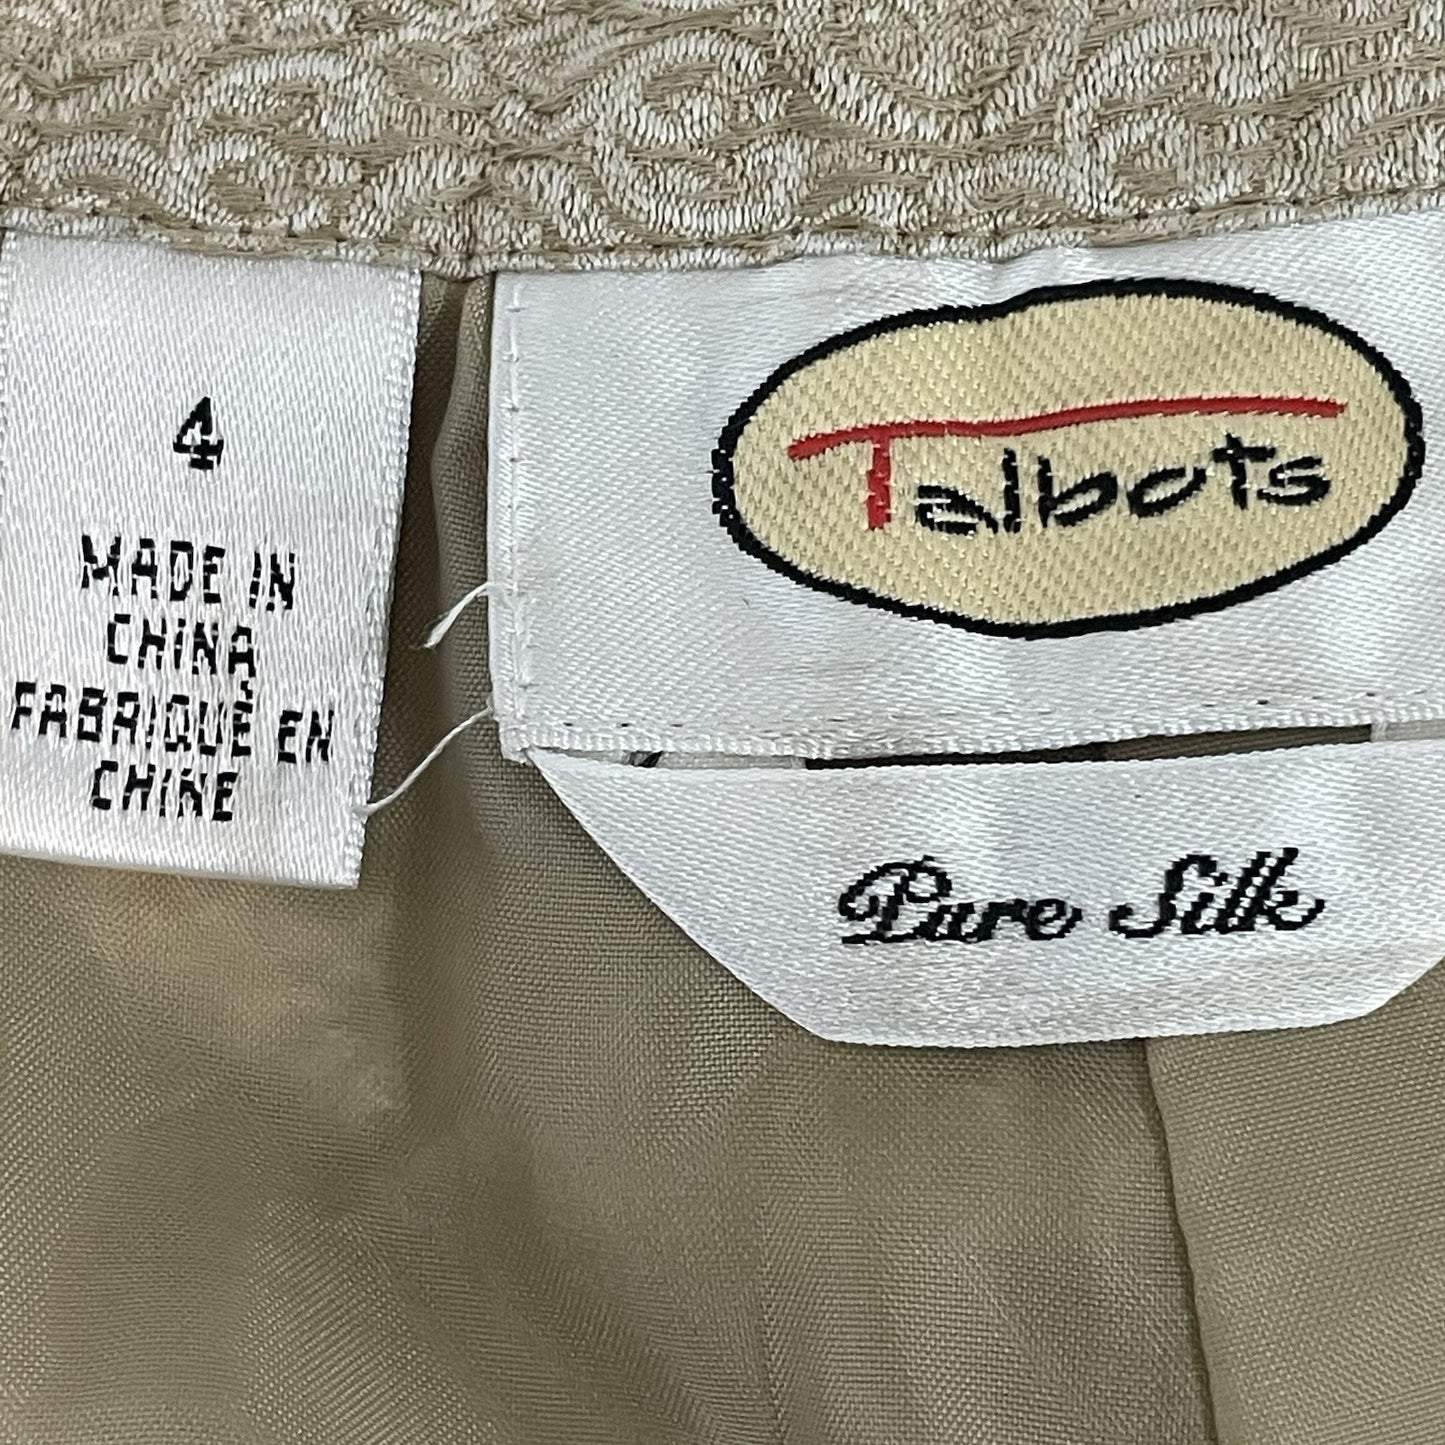 4
MADE IN
CHINA
FABRIQUÉ EN
CHINE
Talbots
Pure Silk